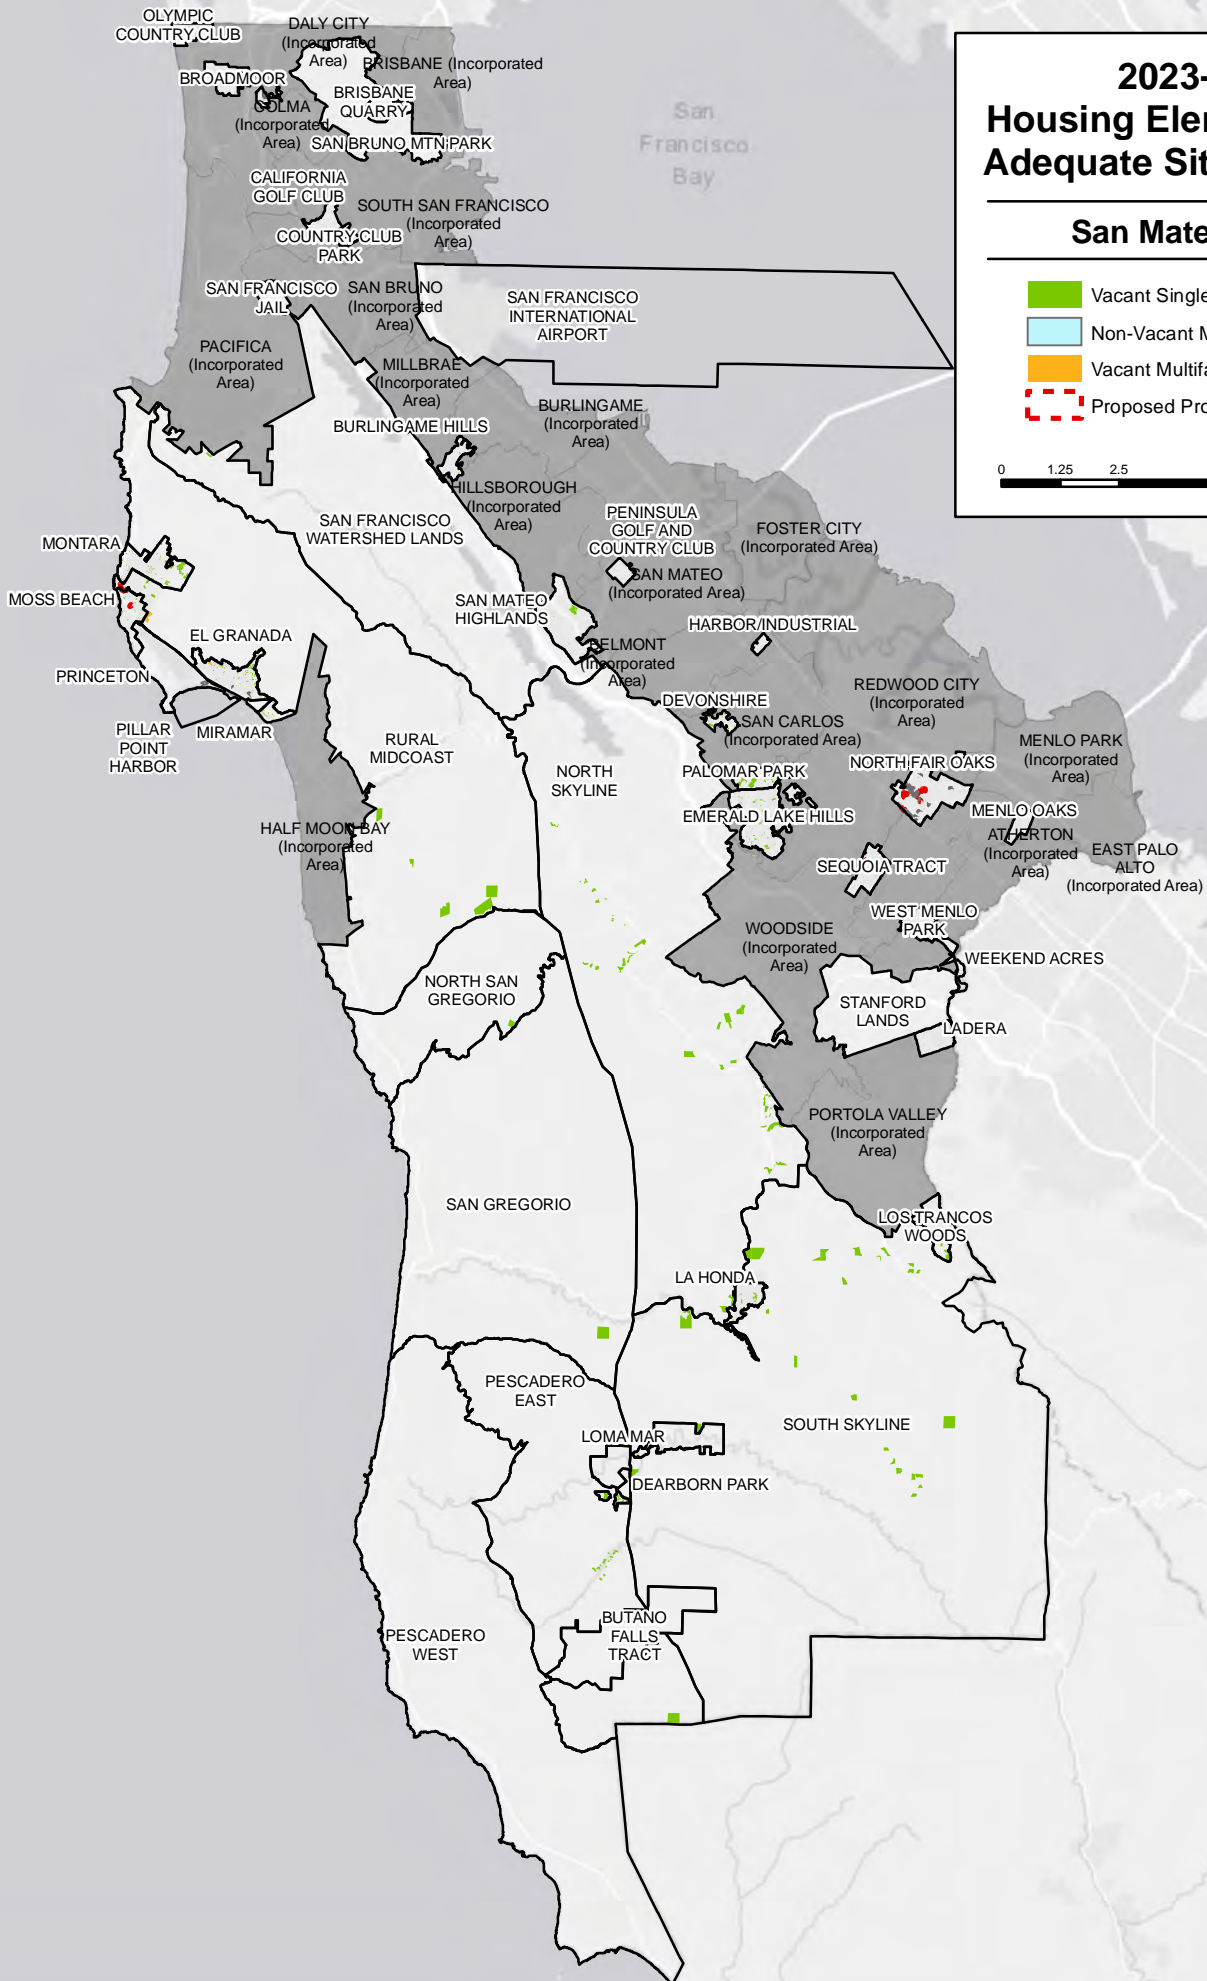 OLYMPIC
COUNTRY CLUB
DALY CITY
(Incorporated
Area)
BROADMOOR
BRISBANE (Incorporated
Area)
BRISBANE
QUARRY
COLMA
(Incorporated
Area)
SAN BRUNO MTN PARK
CALIFORNIA
GOLF CLUB
SOUTH SAN FRANCISCO
(Incorporated
Area)
COUNTRY CLUB
PARK
San
Francisco
Bay
2023-
Housing Eler
Adequate Sit
San Mate
Vacant Single
Non-Vacant M
Vacant Multifa
Proposed Pro
0 1.25 2.5
SAN FRANCISCO
JAIL
SAN BRUNO
(Incorporated
Area)
SAN FRANCISCO
INTERNATIONAL
AIRPORT
PACIFICA
(Incorporated
Area)
MILLBRAE
(Incorporated
Area)
BURLINGAME
(Incorporated
Area)
BURLINGAME HILLS
HILLSBOROUGH
(Incorporated
Area)
SAN FRANCISCO
WATERSHED LANDS
PENINSULA
GOLF AND
COUNTRY CLUB
FOSTER CITY
(Incorporated Area)
MONTARA
SAN MATEO
(Incorporated Area)
MOSS BEACH
SAN MATEO
HIGHLANDS
HARBOR/INDUSTRIAL
EL GRANADA
BELMONT
(Incorporated
Area)
PRINCETON
REDWOOD CITY
(Incorporated
Area)
DEVONSHIRE
PILLAR
POINT
HARBOR
MIRAMAR
SAN CARLOS
(Incorporated Area)
MENLO PARK
(Incorporated
Area)
RURAL
MIDCOAST
NORTH
SKYLINE
PALOMAR PARK
NORTH FAIR OAKS
EMERALD LAKE HILLS
MENLO OAKS
HALF MOON BAY
(Incorporated
Area)
ATHERTON
(Incorporated
Area)
EAST PALO
ALTO
(Incorporated Area)
SEQUOIA TRACT
WEST MENLO
PARK
WOODSIDE
(Incorporated
Area)
WEEKEND ACRES
NORTH SAN
GREGORIO
STANFORD
LANDS
LADERA
PORTOLA VALLEY
(Incorporated
Area)
SAN GREGORIO
LOS TRANCOS
WOODS
LA HONDA
PESCADERO
EAST
SOUTH SKYLINE
LOMA MAR
DEARBORN PARK
BUTANO
FALLS
TRACT
PESCADERO
WEST